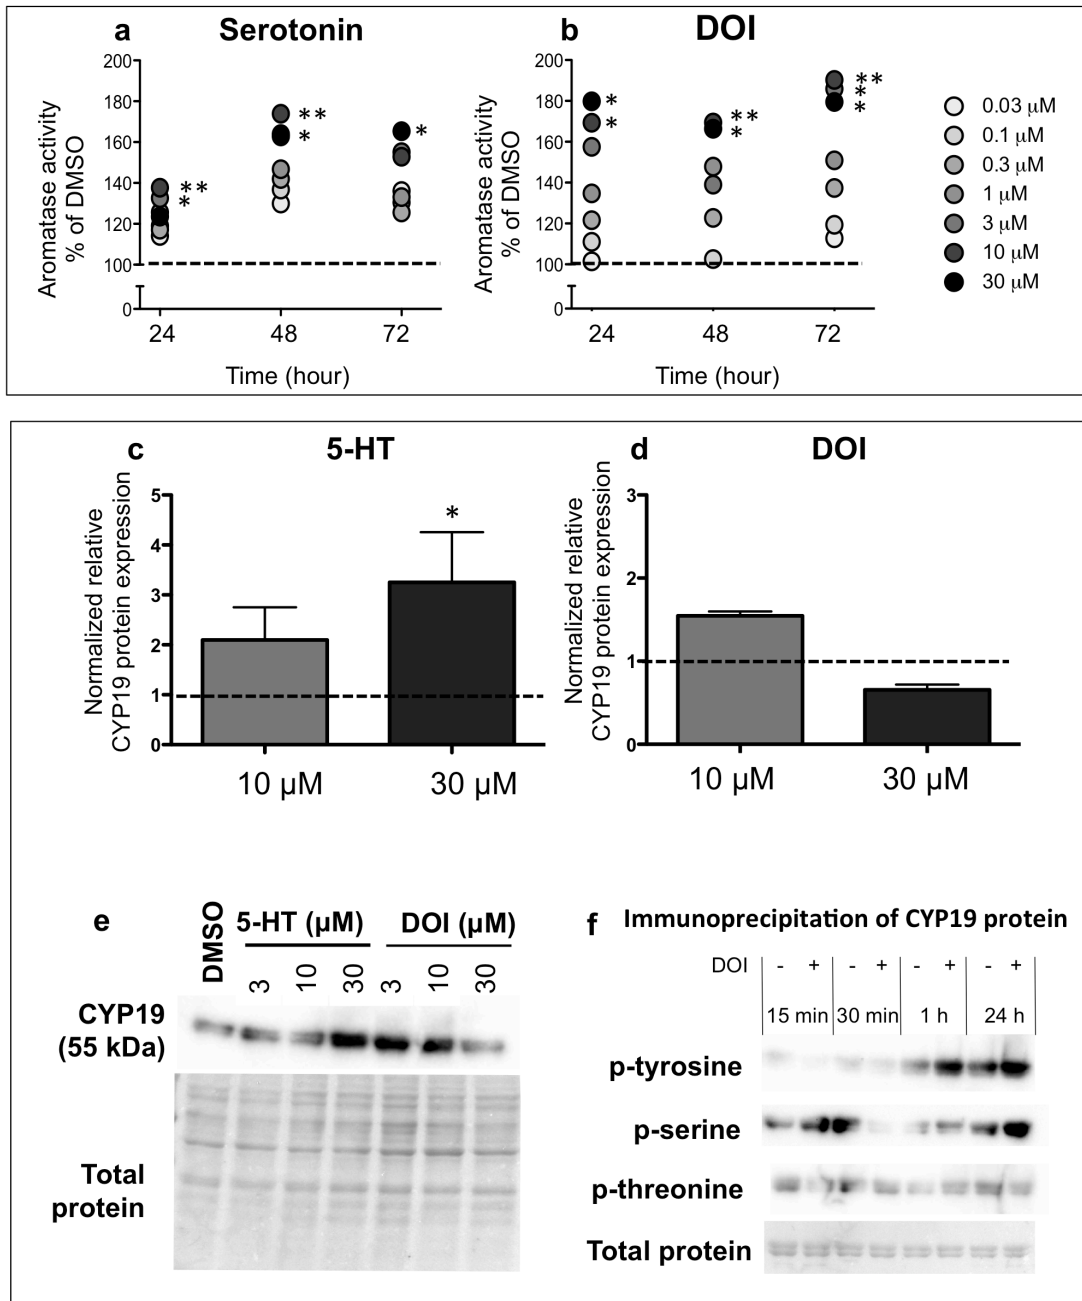 a Serotonin
Aromatase activity
% of DMSO
200
180
160
140
120
100
0
** * ** * *
24 48 72
Time (hour)
b DOI
Aromatase activity
% of DMSO
200
180
160
140
120
100
0
* * ** * ** * *
24 48 72
Time (hour)
0.03 μM
0.1 μM
0.3 μM
1 μM
3 μM
10 μM
30 μM
c 5-HT
Normalized relative
CYP19 protein expression
5
4
3
2
1
0
*
10 μM 30 μM
d DOI
Normalized relative
CYP19 protein expression
3
2
1
0
10 μM 30 μM
e
DMSO 5-HT (μM) DOI (μM)
3 10 30 3 10 30
CYP19
(55 kDa)
Total
protein
f Immunoprecipitation of CYP19 protein
DOI - + - + - + - +
15 min 30 min 1 h 24 h
p-tyrosine
p-serine
p-threonine
Total protein